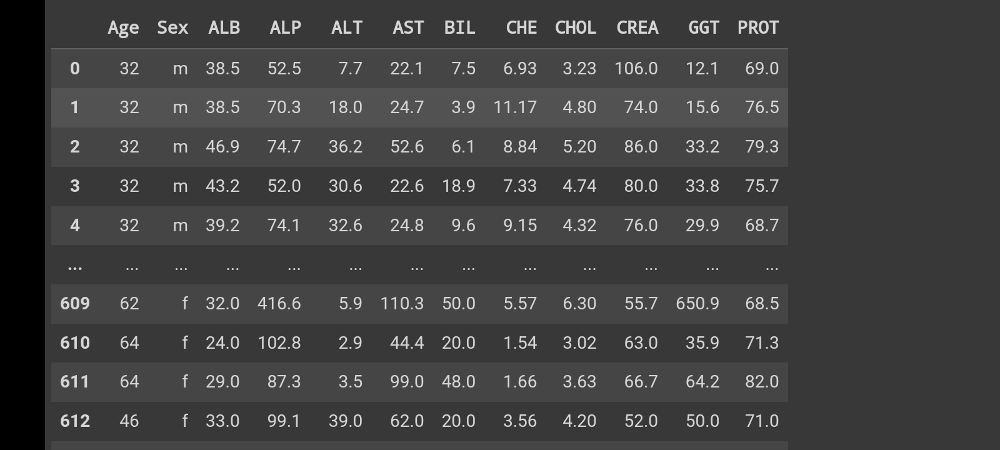 Age Sex ALB ALP ALT AST BIL CHE CHOL CREA GGT PROT
0 32 m 38.5 52.5 7.7 22.1 7.5 6.93 3.23 106.0 12.1 69.0
1 32 m 38.5 70.3 18.0 24.7 3.9 11.17 4.80 74.0 15.6 76.5
2 32 m 46.9 74.7 36.2 52.6 6.1 8.84 5.20 86.0 33.2 79.3
3 32 m 43.2 52.0 30.6 22.6 18.9 7.33 4.74 80.0 33.8 75.7
4 32 m 39.2 74.1 32.6 24.8 9.6 9.15 4.32 76.0 29.9 68.7
... ... ... ... ... ... ... ... ... ... ... ... ...
609 62 f 32.0 416.6 5.9 110.3 50.0 5.57 6.30 55.7 650.9 68.5
610 64 f 24.0 102.8 2.9 44.4 20.0 1.54 3.02 63.0 35.9 71.3
611 64 f 29.0 87.3 3.5 99.0 48.0 1.66 3.63 66.7 64.2 82.0
612 46 f 33.0 99.1 39.0 62.0 20.0 3.56 4.20 52.0 50.0 71.0